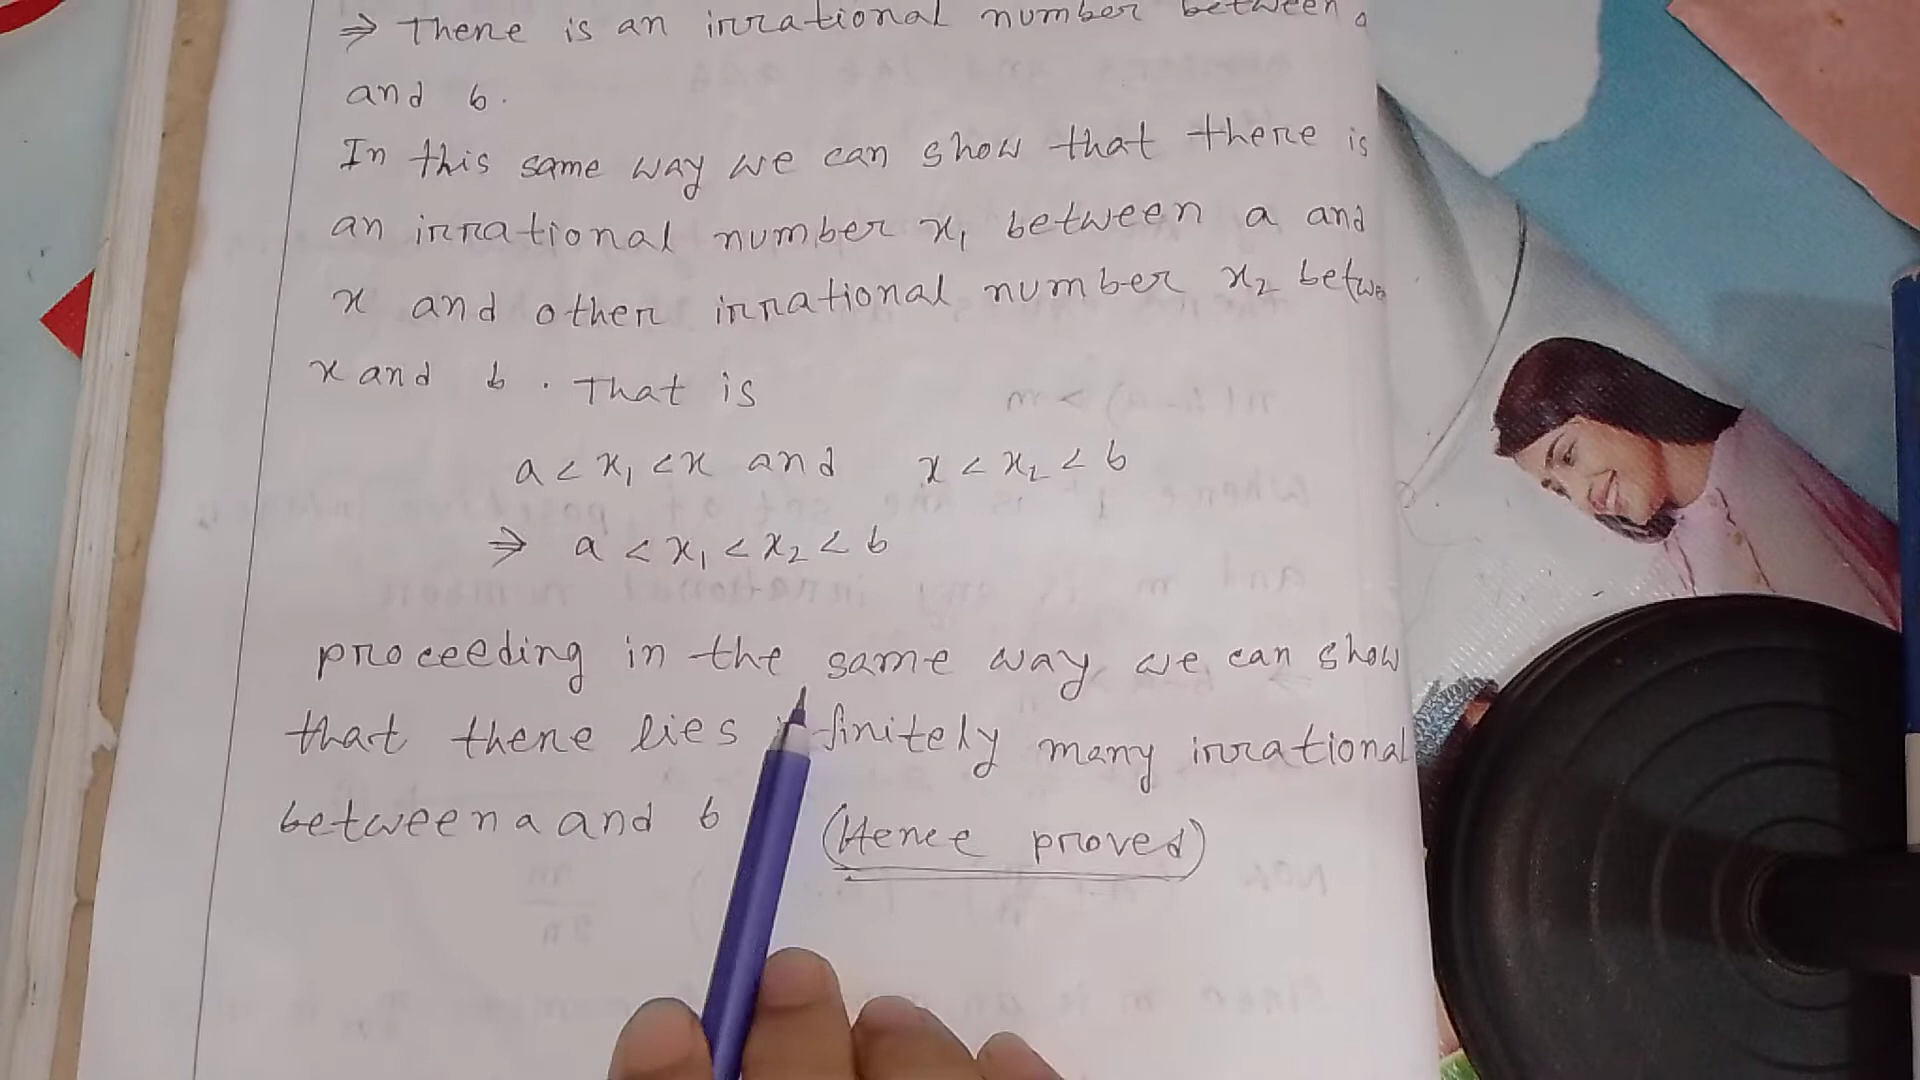 ⇒ There is an irrational number between a
and b.
In this same way we can show that there is
an irrational number x₁ between a and
x and other irrational number x₂ betwe
x and b. That is
a < x₁ < x and x < x₂ < b
⇒ a < x₁ < x₂ < b
proceeding in the same way we can show
that there lies infinitely many irrational
between a and b (Hence proved)